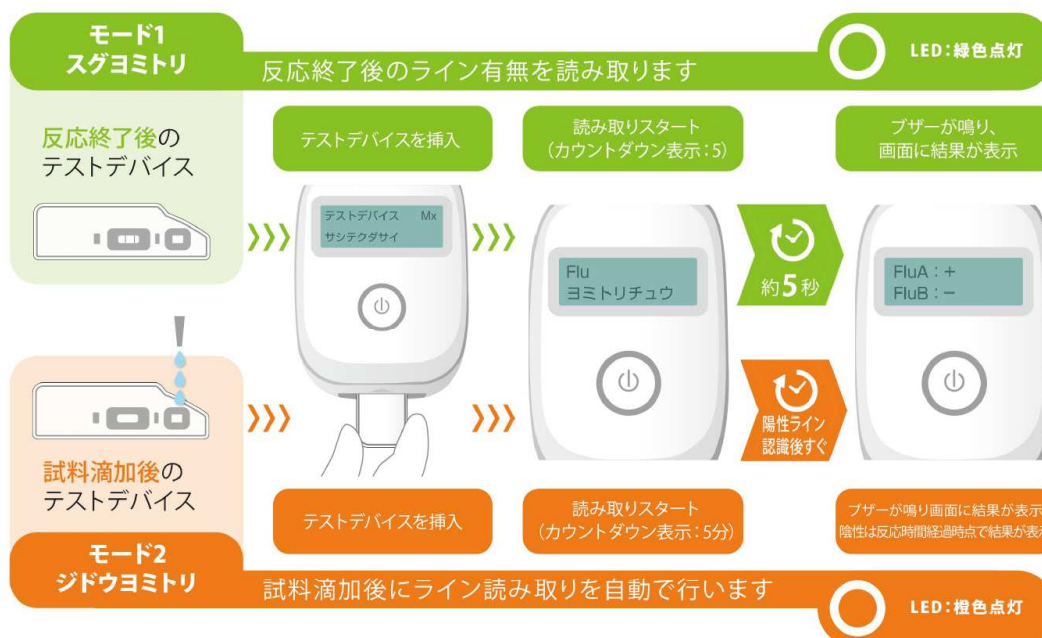 モード1
スグヨミトリ
反応終了後のライン有無を読み取ります
LED:緑色点灯
反応終了後の
テストデバイス
テストデバイスを挿入
読み取りスタート
(カウントダウン表示:5)
ブザーが鳴り、
画面に結果が表示
テストデバイス Mx
サシテクダサイ
Flu
ヨミトリチュウ
約5秒
FluA:+
FluB:-
陽性ライン
認識後すぐ
試料滴加後の
テストデバイス
テストデバイスを挿入
読み取りスタート
(カウントダウン表示:5分)
ブザーが鳴り画面に結果が表示
陰性は反応時間経過時点で結果が表示
モード2
ジドウヨミトリ
試料滴加後にライン読み取りを自動で行います
LED:橙色点灯